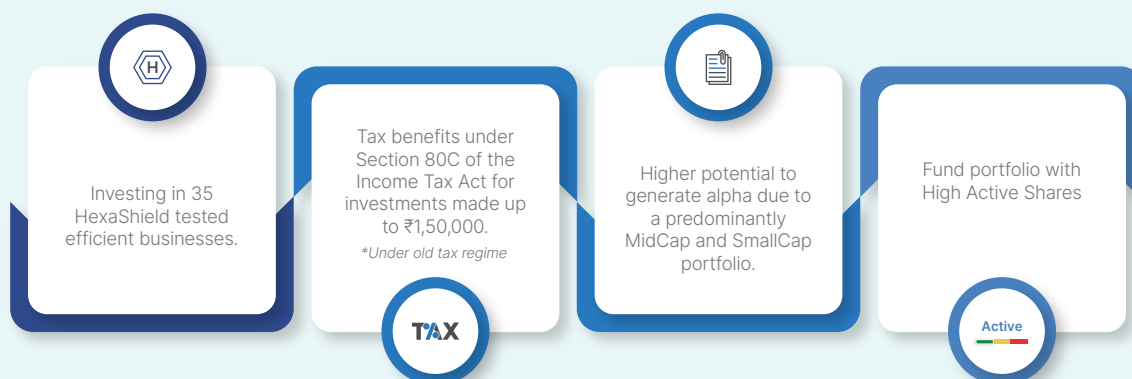 H
Investing in 35
HexaShield tested
efficient businesses.
Tax benefits under
Section 80C of the
Income Tax Act for
investments made up
to ₹1,50,000.
*Under old tax regime
TAX
Higher potential to
generate alpha due to
a predominantly
MidCap and SmallCap
portfolio.
Fund portfolio with
High Active Shares
Active